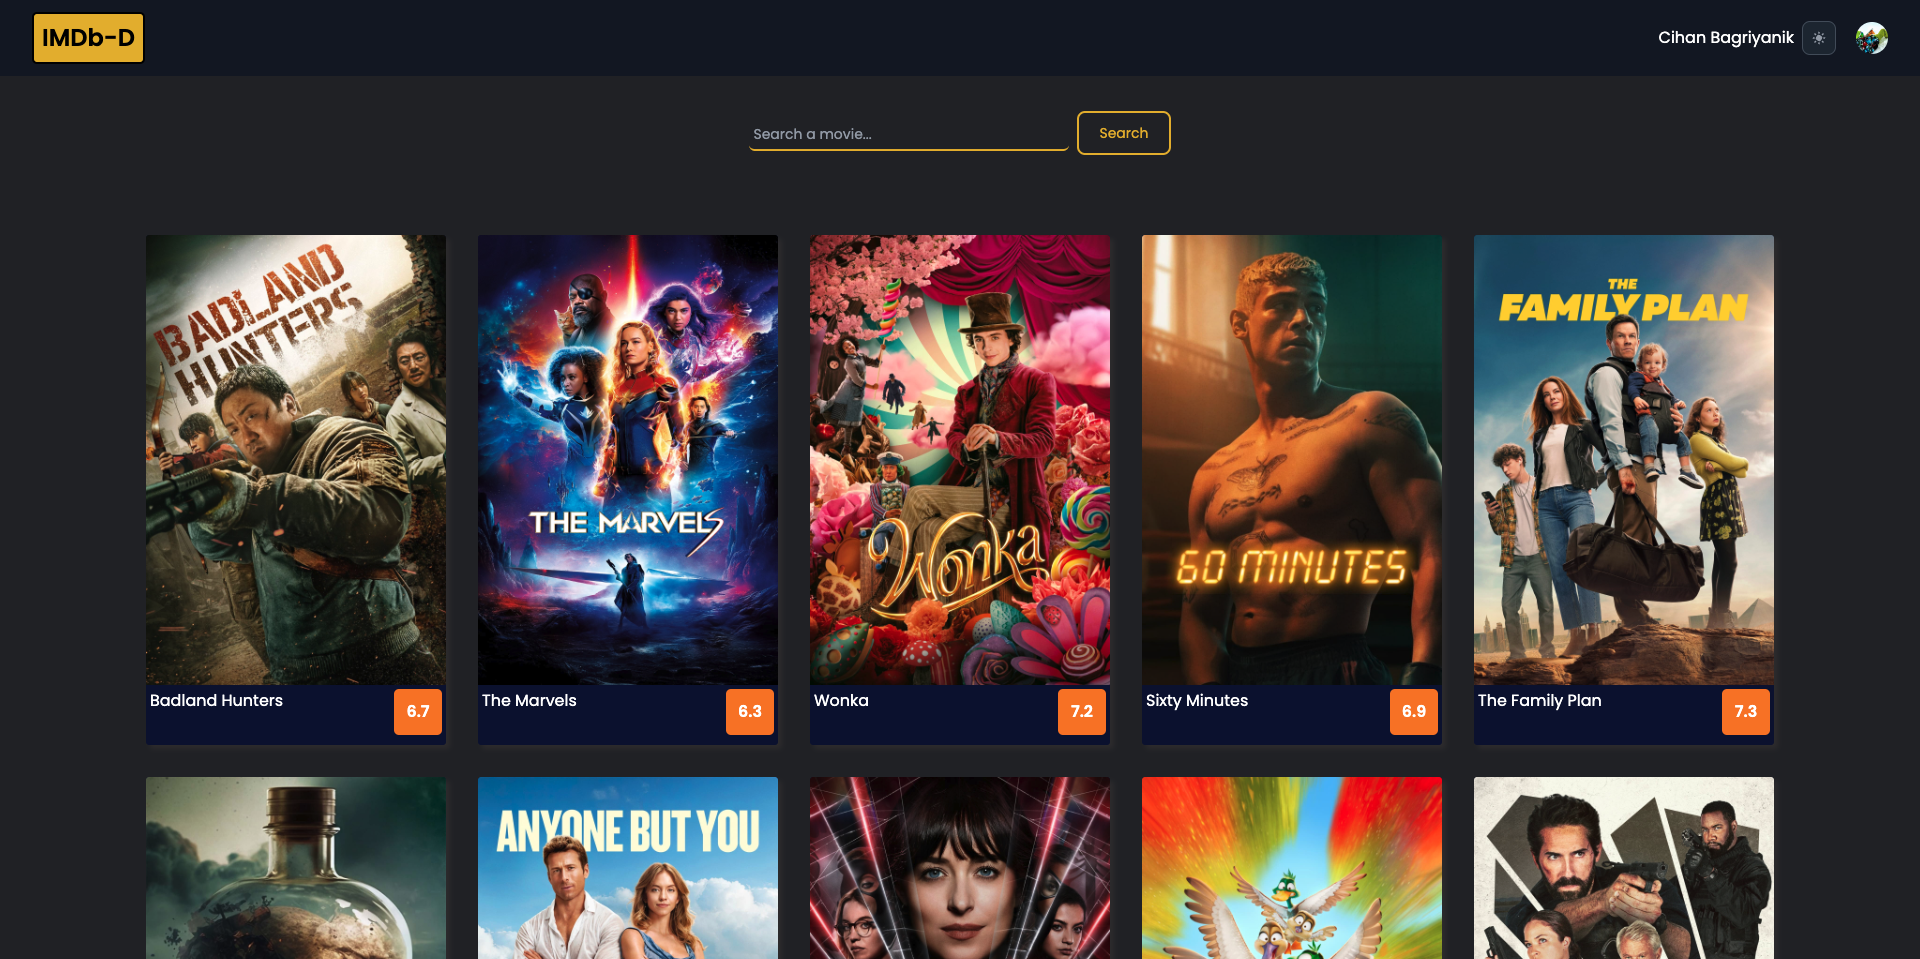 IMDb-D
Cihan Bagriyanik
Search a movie...
Search
BADLAND
HUNTERS
THE MARVELS
Wonka
60 MINUTES
THE
FAMILY PLAN
Badland Hunters
6.7
The Marvels
6.3
Wonka
7.2
Sixty Minutes
6.9
The Family Plan
7.3
ANYONE BUT YOU